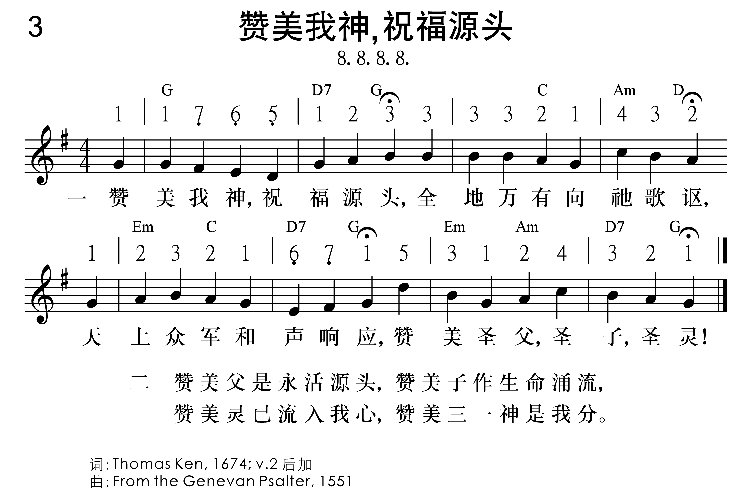 3 赞美我神,祝福源头
8. 8. 8. 8.
G D7 G C Am D
1 | 1 7 6 5 | 1 2 3 3 | 3 3 2 1 | 4 3 2
4 4
一 赞 美 我 神, 祝 福 源 头, 全 地 万 有 向 祂 歌 讴,
Em C D7 G Em Am D7 G
1 | 2 3 2 1 | 6 7 1 5 | 3 1 2 4 | 3 2 1
天 上 众 军 和 声 响 应, 赞 美 圣 父, 圣 子, 圣 灵!
二 赞美父是永活源头, 赞美子作生命涌流,
赞美灵已流入我心, 赞美三一神是我分。
词: Thomas Ken, 1674; v.2 后加
曲: From the Genevan Psalter, 1551